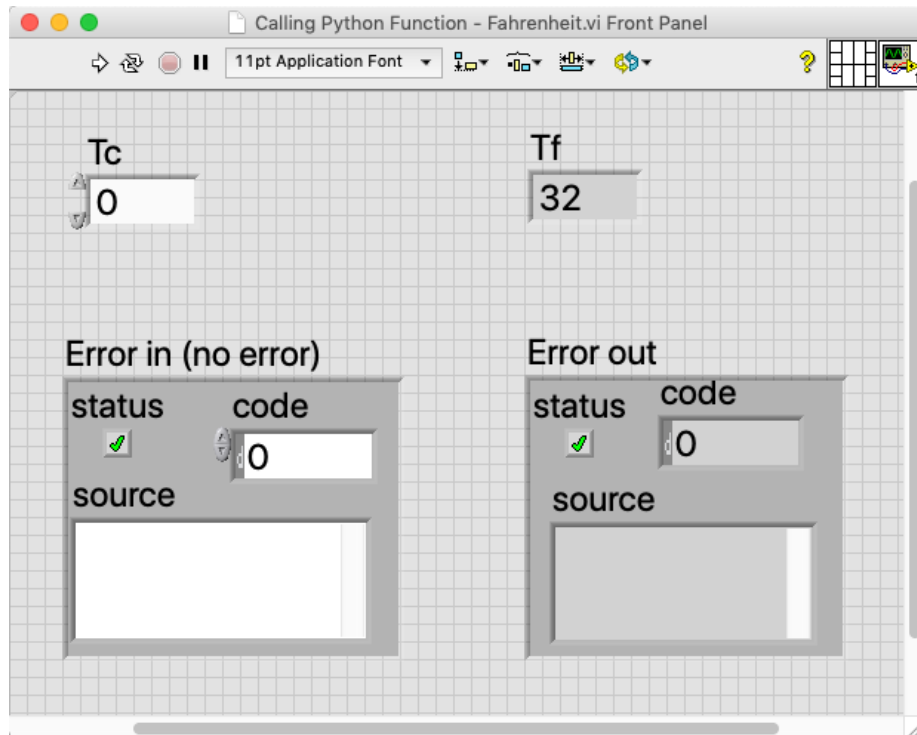 Calling Python Function - Fahrenheit.vi Front Panel
11pt Application Font
Tc
Tf
0
32
Error in (no error)
Error out
status code
status code
0
0
source
source